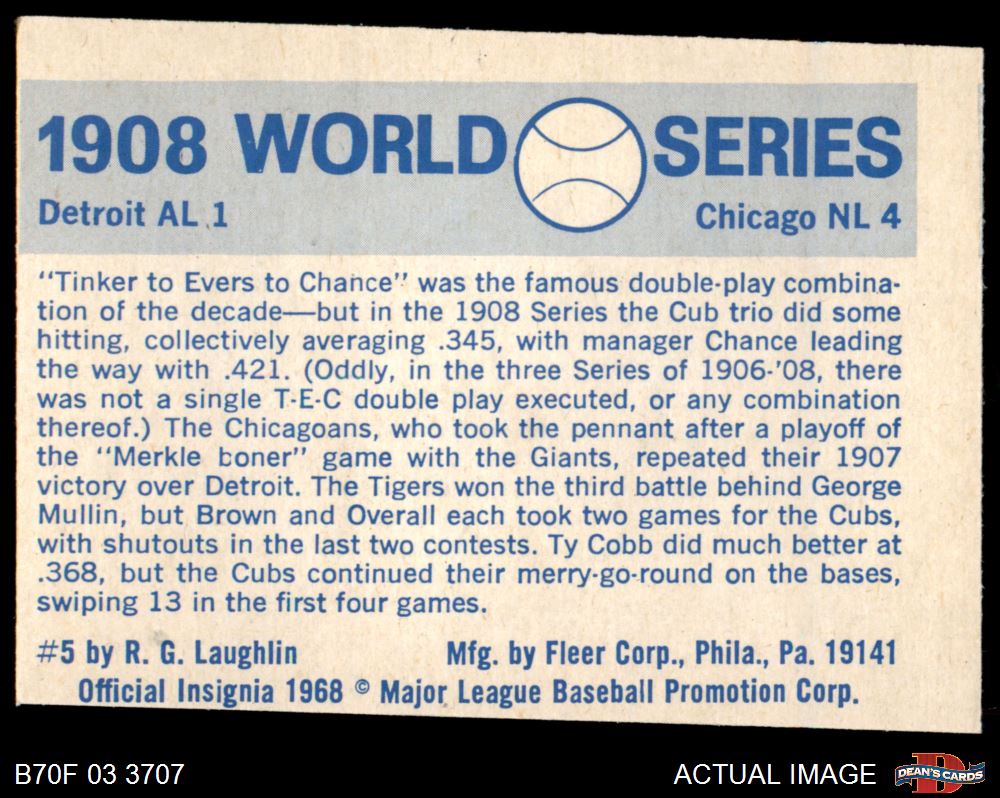 1908 WORLD SERIES
Detroit AL 1 Chicago NL 4
"Tinker to Evers to Chance" was the famous double-play combina-
tion of the decade—but in the 1908 Series the Cub trio did some
hitting, collectively averaging .345, with manager Chance leading
the way with .421. (Oddly, in the three Series of 1906-'08, there
was not a single T-E-C double play executed, or any combination
thereof.) The Chicagoans, who took the pennant after a playoff of
the "Merkle boner" game with the Giants, repeated their 1907
victory over Detroit. The Tigers won the third battle behind George
Mullin, but Brown and Overall each took two games for the Cubs,
with shutouts in the last two contests. Ty Cobb did much better at
.368, but the Cubs continued their merry-go-round on the bases,
swiping 13 in the first four games.
#5 by R. G. Laughlin Mfg. by Fleer Corp., Phila., Pa. 19141
Official Insignia 1968 © Major League Baseball Promotion Corp.
B70F 03 3707 ACTUAL IMAGE DEAN'S CARDS